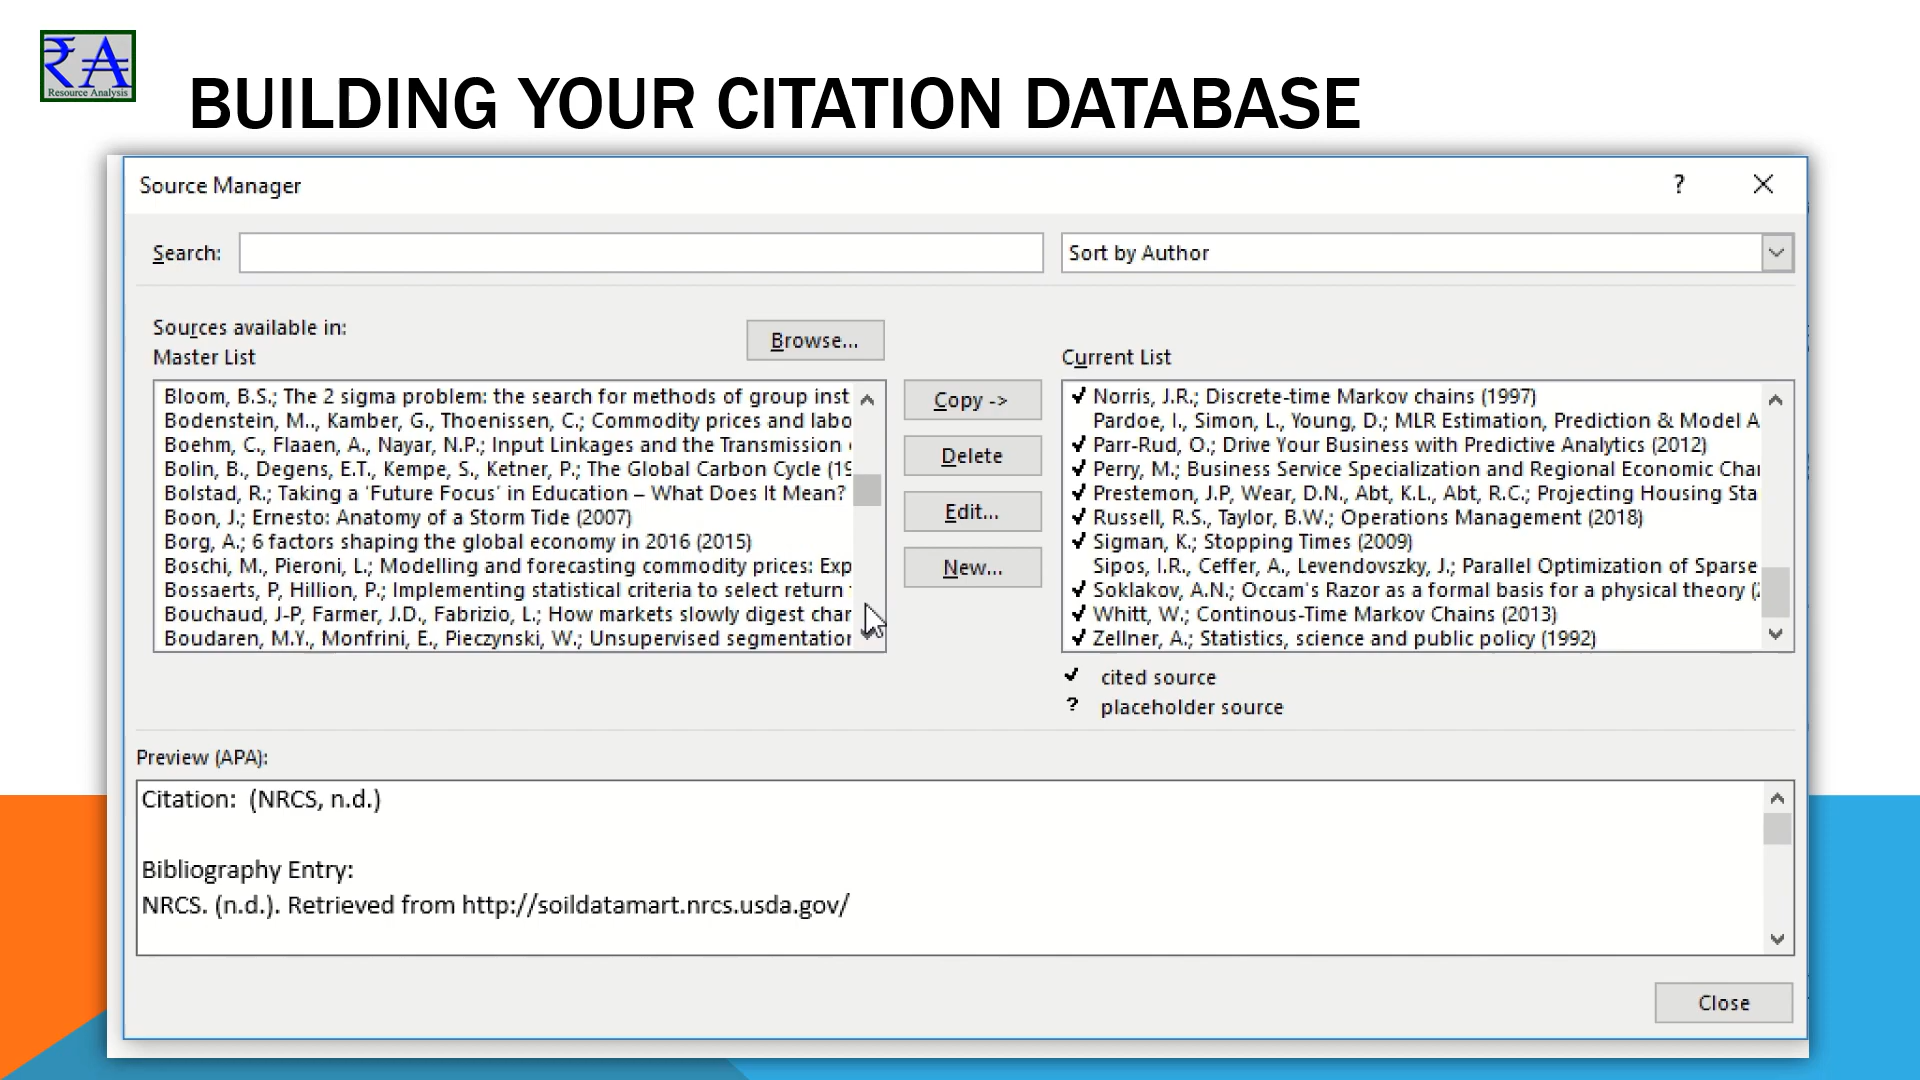 ₹A
Resource Analysis
BUILDING YOUR CITATION DATABASE
Source Manager
?
Search:
Sort by Author
Sources available in:
Master List
Browse...
Bloom, B.S.; The 2 sigma problem: the search for methods of group inst
Bodenstein, M.., Kamber, G., Thoenissen, C.; Commodity prices and labo
Boehm, C., Flaaen, A., Nayar, N.P.; Input Linkages and the Transmission
Bolin, B., Degens, E.T., Kempe, S., Ketner, P.; The Global Carbon Cycle (19
Bolstad, R.; Taking a ‘Future Focus’ in Education – What Does It Mean?
Boon, J.; Ernesto: Anatomy of a Storm Tide (2007)
Borg, A.; 6 factors shaping the global economy in 2016 (2015)
Boschi, M., Pieroni, L.; Modelling and forecasting commodity prices: Exp
Bossaerts, P, Hillion, P.; Implementing statistical criteria to select return
Bouchaud, J-P, Farmer, J.D., Fabrizio, L.; How markets slowly digest char
Boudaren, M.Y., Monfrini, E., Pieczynski, W.; Unsupervised segmentation
Copy ->
Delete
Edit...
New...
Current List
✓ Norris, J.R.; Discrete-time Markov chains (1997)
Pardoe, I., Simon, L., Young, D.; MLR Estimation, Prediction & Model A
✓ Parr-Rud, O.; Drive Your Business with Predictive Analytics (2012)
✓ Perry, M.; Business Service Specialization and Regional Economic Char
✓ Prestemon, J.P, Wear, D.N., Abt, K.L., Abt, R.C.; Projecting Housing Sta
✓ Russell, R.S., Taylor, B.W.; Operations Management (2018)
✓ Sigman, K.; Stopping Times (2009)
Sipos, I.R., Ceffer, A., Levendovszky, J.; Parallel Optimization of Sparse
✓ Soklakov, A.N.; Occam's Razor as a formal basis for a physical theory (2
✓ Whitt, W.; Continous-Time Markov Chains (2013)
✓ Zellner, A.; Statistics, science and public policy (1992)
✓ cited source
? placeholder source
Preview (APA):
Citation: (NRCS, n.d.)
Bibliography Entry:
NRCS. (n.d.). Retrieved from http://soildatamart.nrcs.usda.gov/
Close